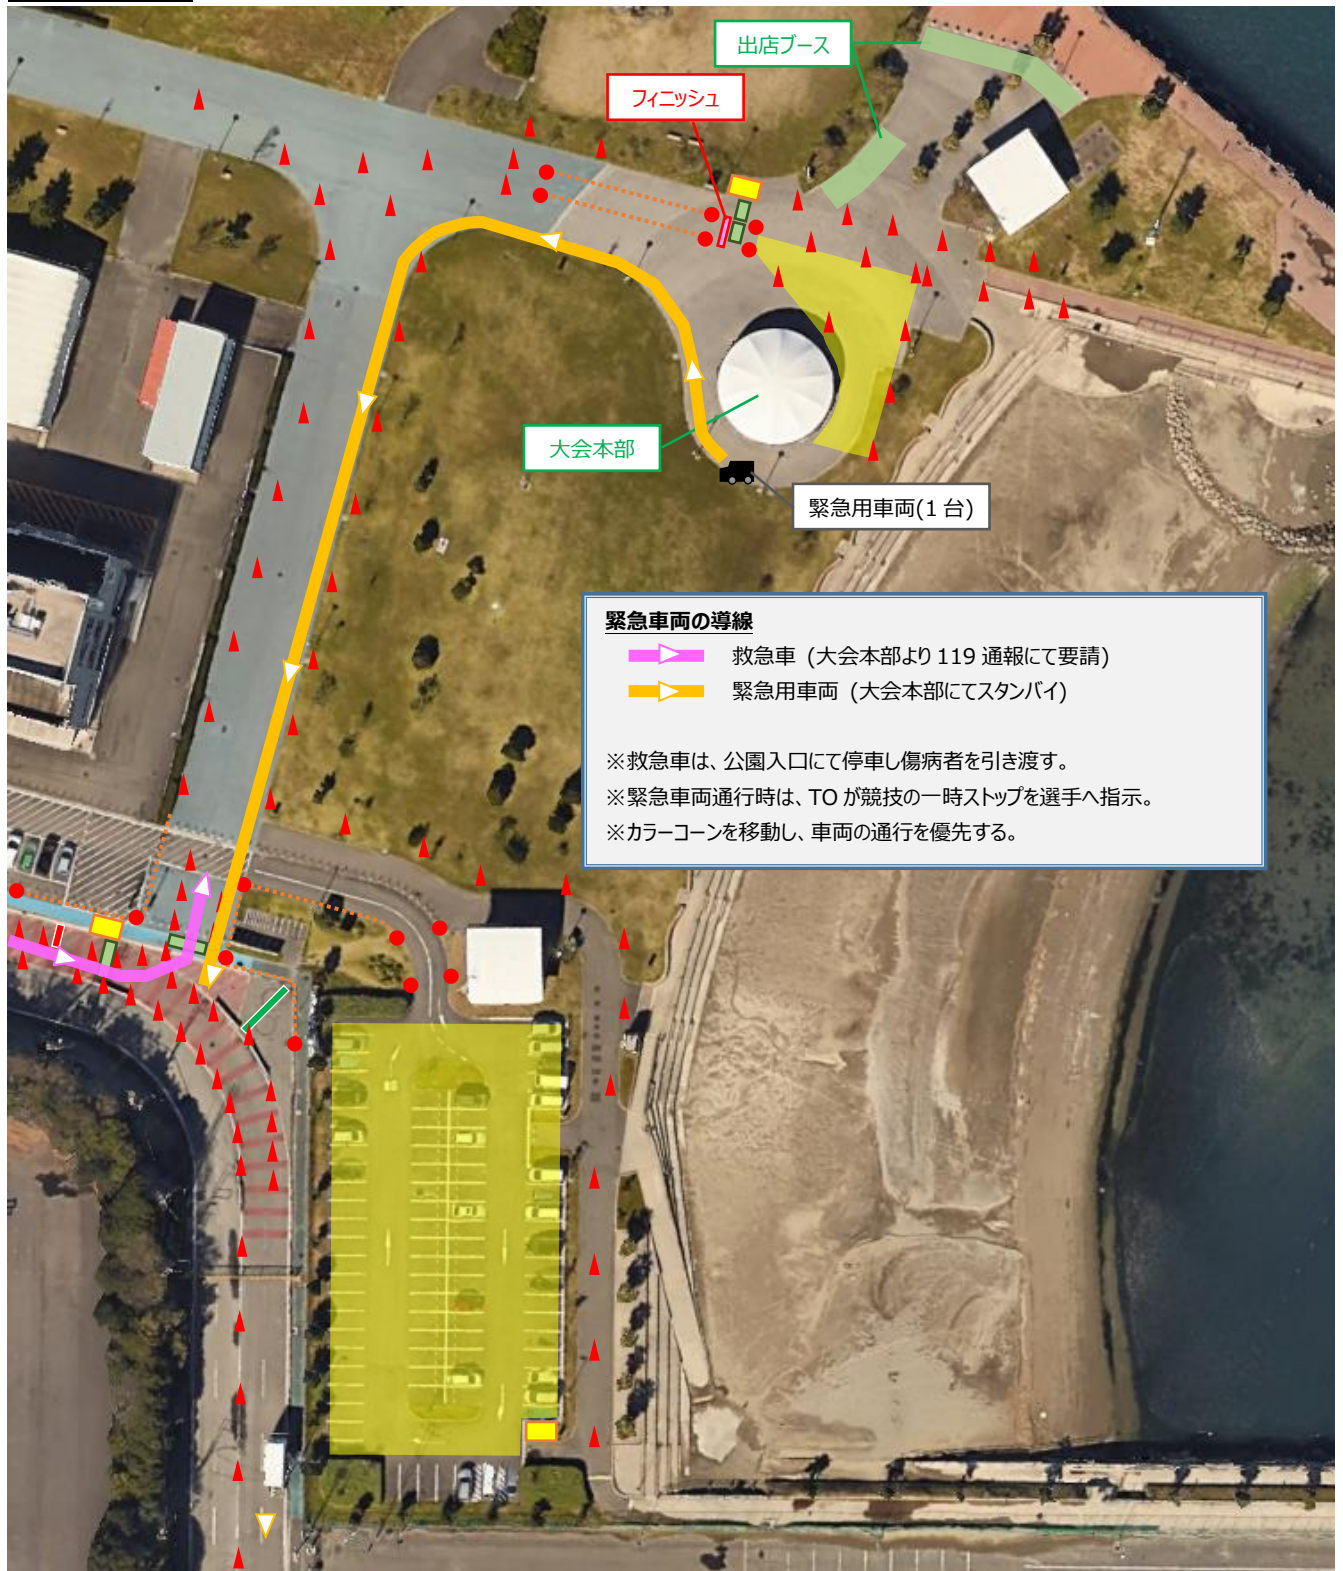 出店ブース
フィニッシュ
大会本部
緊急用車両(1 台)
緊急車両の導線
救急車 (大会本部より 119 通報にて要請)
緊急用車両 (大会本部にてスタンバイ)
※救急車は、公園入口にて停車し傷病者を引き渡す。
※緊急車両通行時は、TO が競技の一時ストップを選手へ指示。
※カラーコーンを移動し、車両の通行を優先する。